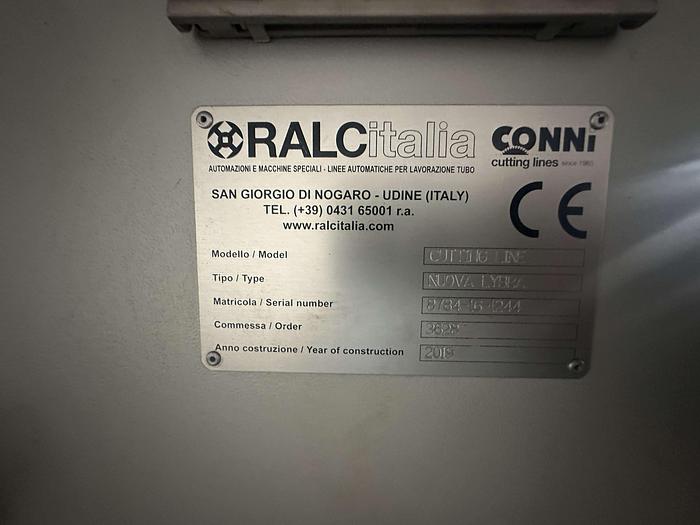 RALCitalia
CONNi
cutting lines since 1965
AUTOMAZIONI E MACCHINE SPECIALI - LINEE AUTOMATICHE PER LAVORAZIONE TUBO
SAN GIORGIO DI NOGARO - UDINE (ITALY)
TEL. (+39) 0431 65001 r.a.
www.ralcitalia.com
CE
Modello / Model CUTTING LINE
Tipo / Type NUOVA
Matricola / Serial number
Commessa / Order
Anno costruzione / Year of construction